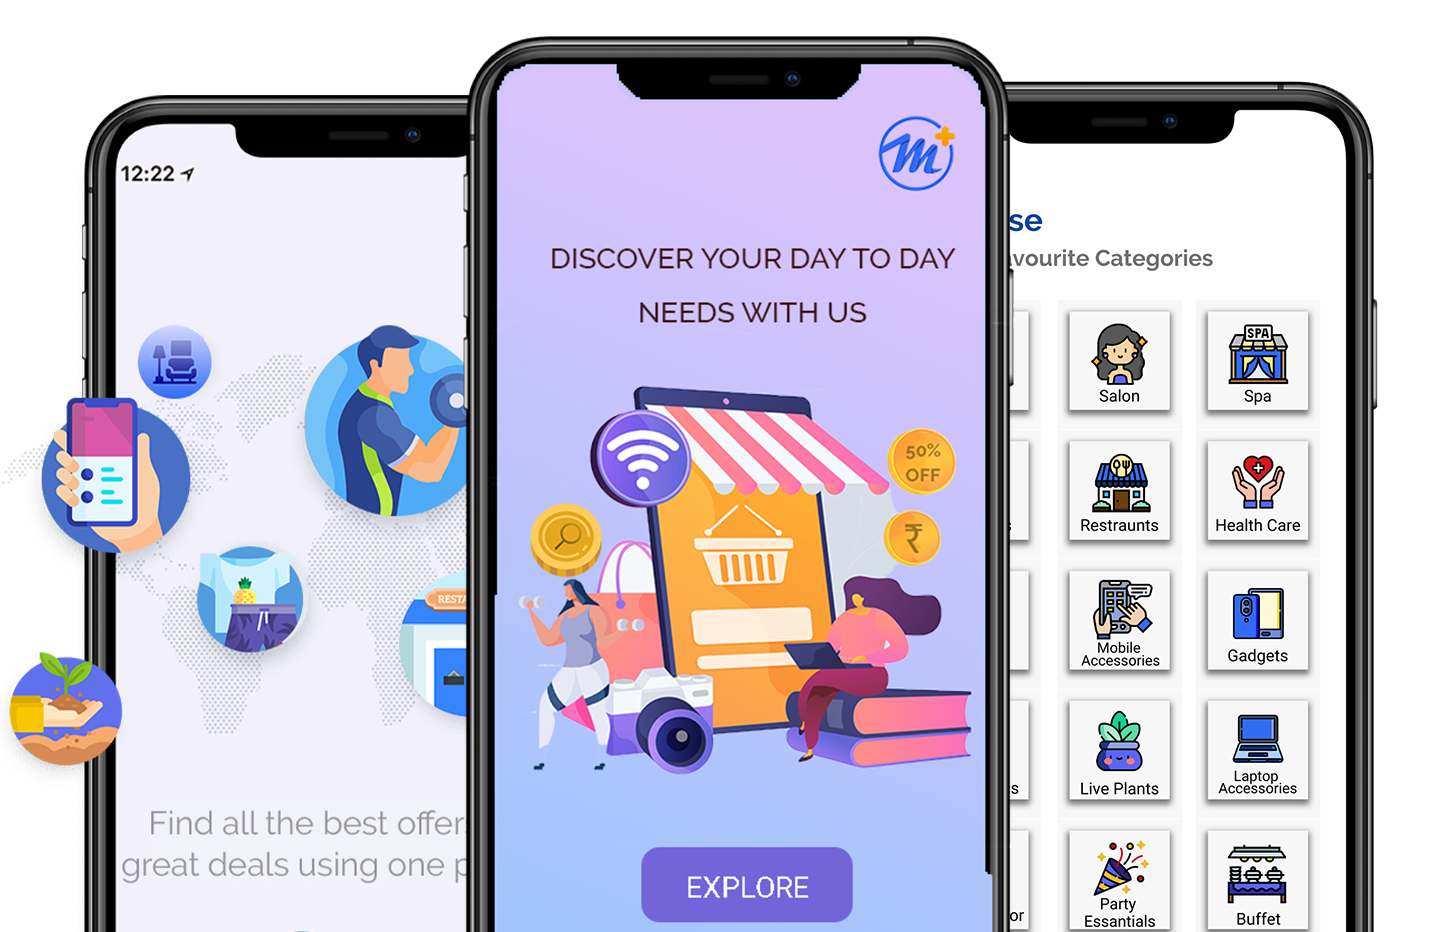 12:22
Find all the best offer
great deals using one p
RESTA
m+
DISCOVER YOUR DAY TO DAY
NEEDS WITH US
50%
OFF
₹
EXPLORE
se
avourite Categories
Salon
SPA
Spa
s
Restraunts
Health Care
Mobile
Accessories
Gadgets
s
Live Plants
Laptop
Accessories
or
Party
Essantials
Buffet